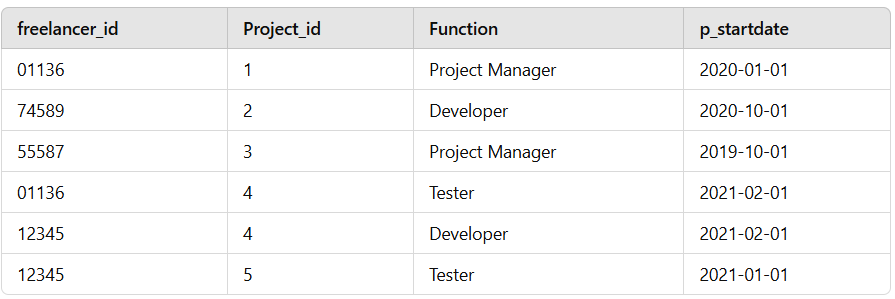 freelancer_id Project_id Function p_startdate
01136 1 Project Manager 2020-01-01
74589 2 Developer 2020-10-01
55587 3 Project Manager 2019-10-01
01136 4 Tester 2021-02-01
12345 4 Developer 2021-02-01
12345 5 Tester 2021-01-01